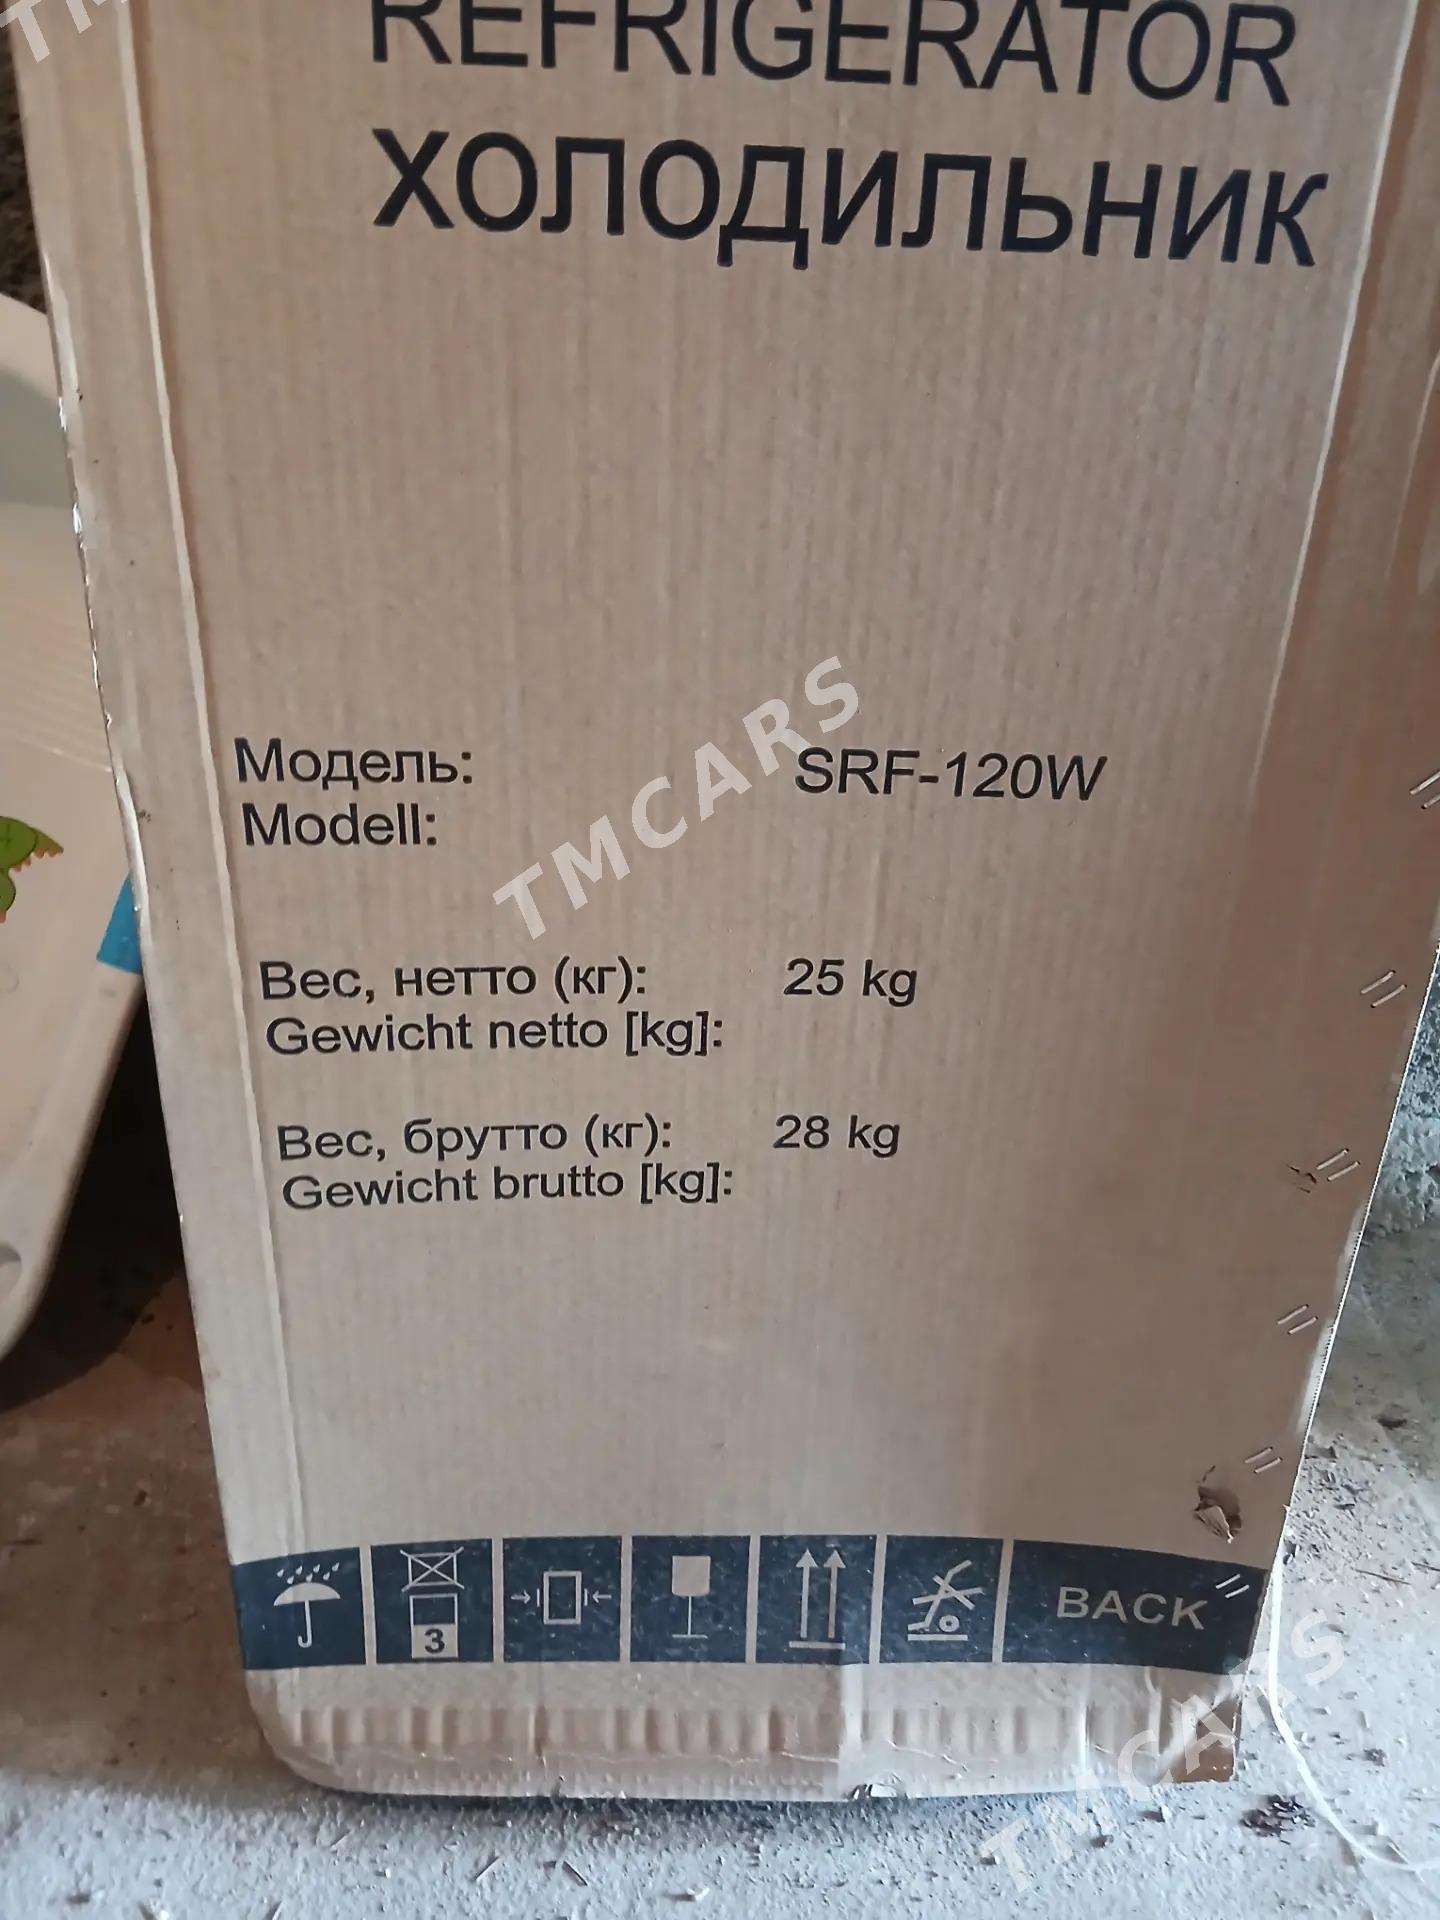 REFRIGERATOR
ХОЛОДИЛЬНИК
Модель: SRF-120W
Modell:
TMCARS
Вес, нетто (кг): 25 kg
Gewicht netto [kg]:
Вес, брутто (кг): 28 kg
Gewicht brutto [kg]:
3
BACK
TMCARS